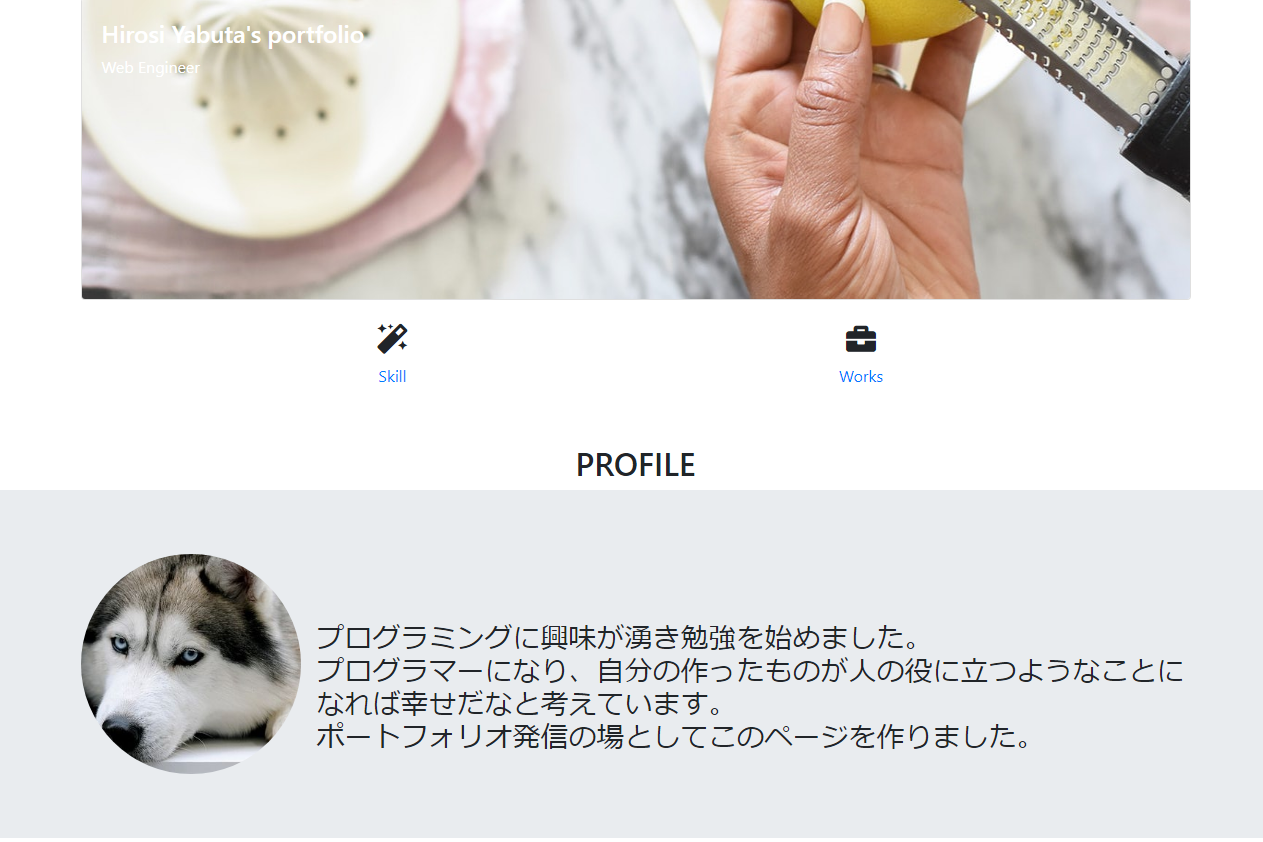 Hirosi Yabuta's portfolio
Web Engineer
Skill
Works
PROFILE
プログラミングに興味が湧き勉強を始めました。
プログラマーになり、自分の作ったものが人の役に立つようなことに
なれば幸せだなと考えています。
ポートフォリオ発信の場としてこのページを作りました。